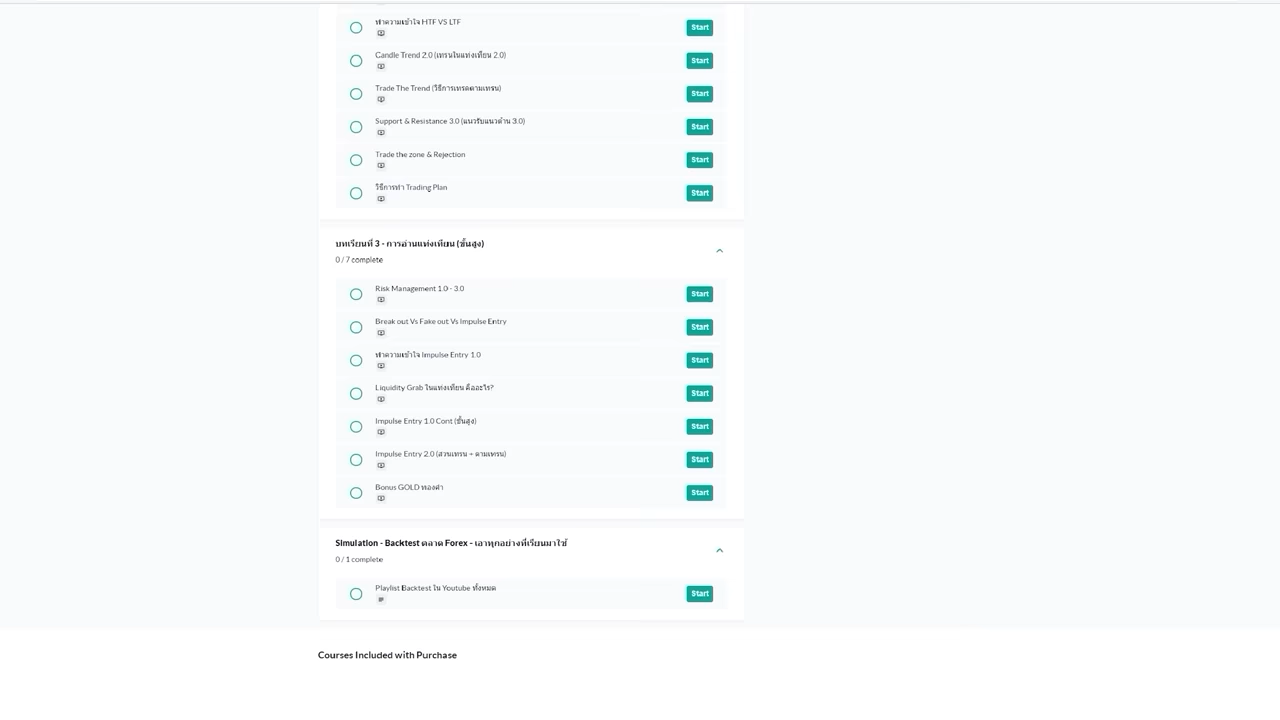 ทำความเข้าใจ HTF VS LTF
Start
Candle Trend 2.0 (เทรนในแท่งเทียน 2.0)
Start
Trade The Trend (วิธีการเทรดตามเทรน)
Start
Support & Resistance 3.0 (แนวรับแนวต้าน 3.0)
Start
Trade the zone & Rejection
Start
วิธีการทำ Trading Plan
Start
บทเรียนที่ 3 - การอ่านแท่งเทียน (ขั้นสูง)
0 / 7 complete
Risk Management 1.0 - 3.0
Start
Break out Vs Fake out Vs Impulse Entry
Start
ทำความเข้าใจ Impulse Entry 1.0
Start
Liquidity Grab ในแท่งเทียน คืออะไร?
Start
Impulse Entry 1.0 Cont (ขั้นสูง)
Start
Impulse Entry 2.0 (สวนเทรน + ตามเทรน)
Start
Bonus GOLD ทองคำ
Start
Simulation - Backtest ตลาด Forex - เอาทุกอย่างที่เรียนมาใช้
0 / 1 complete
Playlist Backtest ใน Youtube ทั้งหมด
Start
Courses Included with Purchase